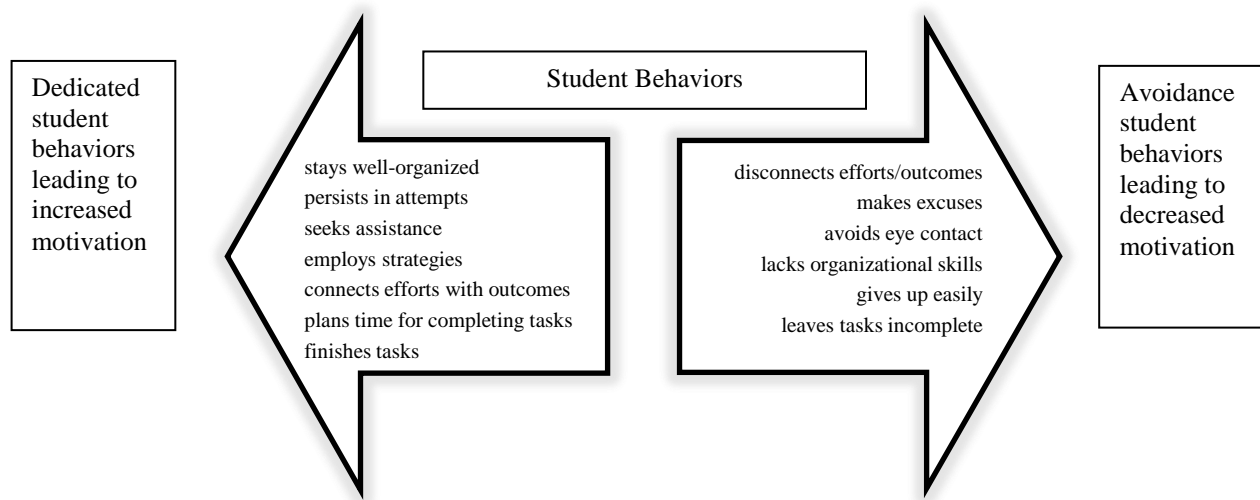 Student Behaviors
Dedicated
student
behaviors
leading to
increased
motivation
stays well-organized
persists in attempts
seeks assistance
employs strategies
connects efforts with outcomes
plans time for completing tasks
finishes tasks
disconnects efforts/outcomes
makes excuses
avoids eye contact
lacks organizational skills
gives up easily
leaves tasks incomplete
Avoidance
student
behaviors
leading to
decreased
motivation